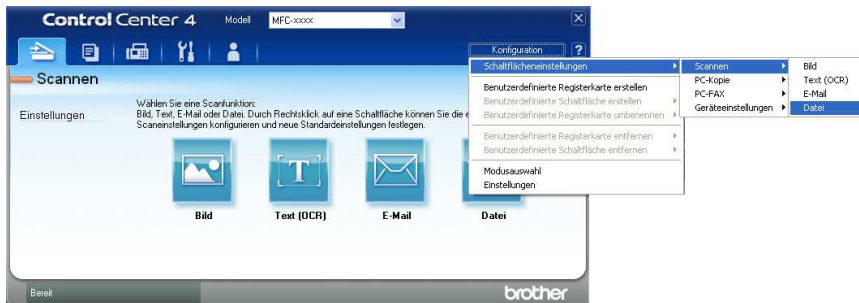 Control Center 4 Modell MFC-xxxx
Konfiguration ?
Scannen
Einstellungen
Wählen Sie eine Scanfunktion:
Bild, Text, E-Mail oder Datei. Durch Rechtsklick auf eine Schaltfläche können Sie die e
Scaneinstellungen konfigurieren und neue Standardeinstellungen festlegen.
Bild
Text (OCR)
E-Mail
Datei
Schaltflächeneinstellungen
Benutzerdefinierte Registerkarte erstellen
Benutzerdefinierte Schaltfläche erstellen
Benutzerdefinierte Registerkarte umbenennen
Benutzerdefinierte Registerkarte entfernen
Benutzerdefinierte Schaltfläche entfernen
Modusauswahl
Einstellungen
Scannen
PC-Kopie
PC-FAX
Geräteeinstellungen
Bild
Text (OCR)
E-Mail
Datei
Bereit
brother